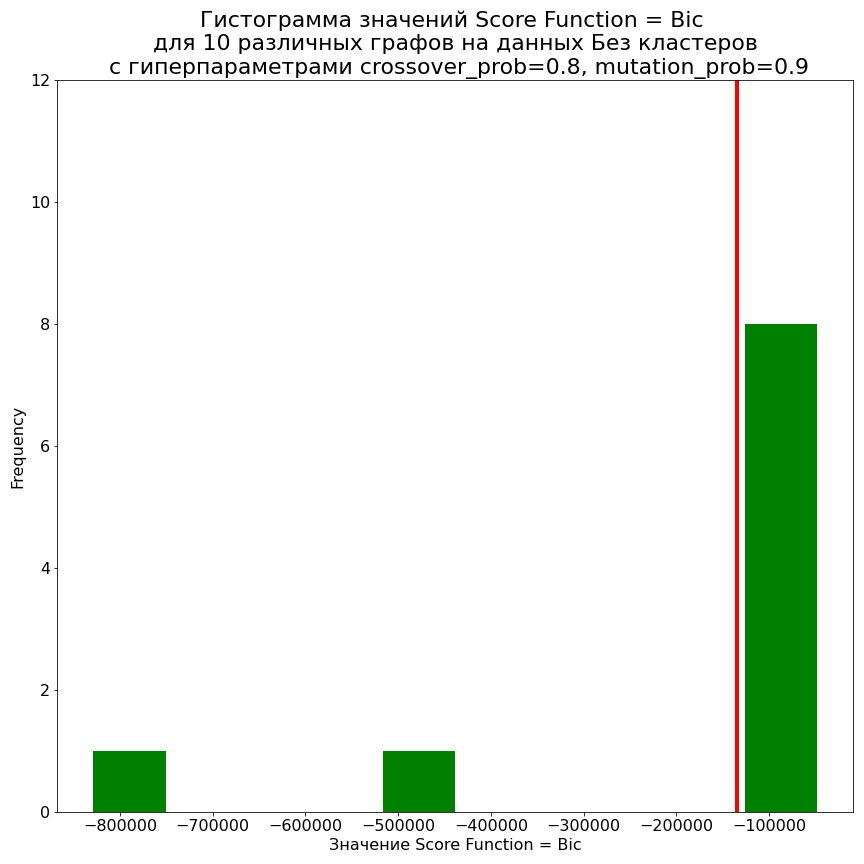 Гистограмма значений Score Function = Bic
для 10 различных графов на данных Без кластеров
с гиперпараметрами crossover_prob=0.8, mutation_prob=0.9
12
10
8
6
4
2
0
Frequency
−800000 −700000 −600000 −500000 −400000 −300000 −200000 −100000
Значение Score Function = Bic